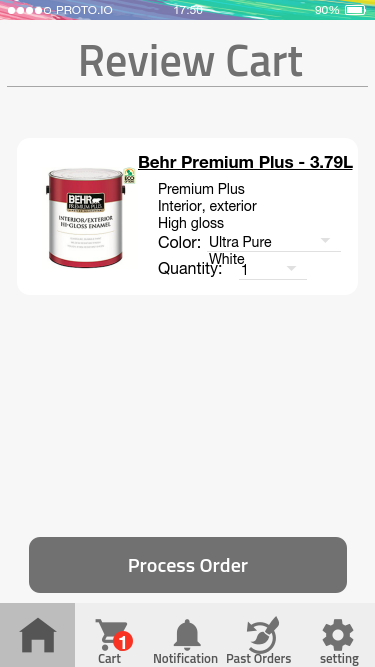 PROTO.IO 17:56 90%
Review Cart
Behr Premium Plus - 3.79L
Premium Plus
Interior, exterior
High gloss
Color: Ultra Pure
White
Quantity: 1
BEHR
PREMIUM PLUS
INTERIOR/EXTERIOR
HI-GLOSS ENAMEL
ECO
Process Order
1
Cart Notification Past Orders setting